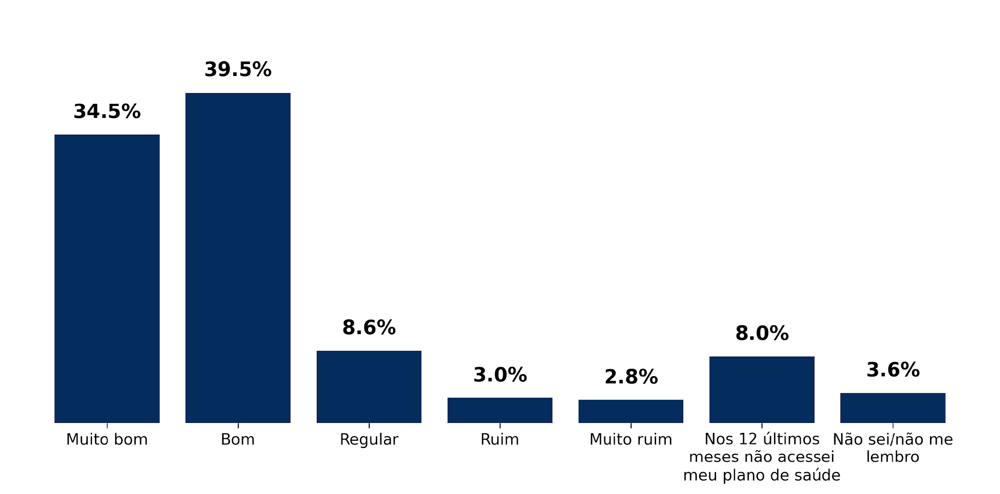 39.5%
34.5%
8.6%
8.0%
3.0%
2.8%
3.6%
Muito bom
Bom
Regular
Ruim
Muito ruim
Nos 12 últimos
meses não acessei
meu plano de saúde
Não sei/não me
lembro